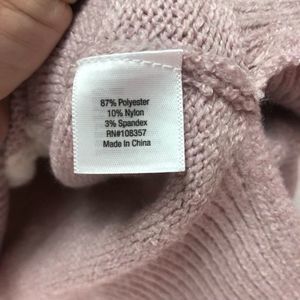 87% Polyester
10% Nylon
3% Spandex
RN#108357
Made In China